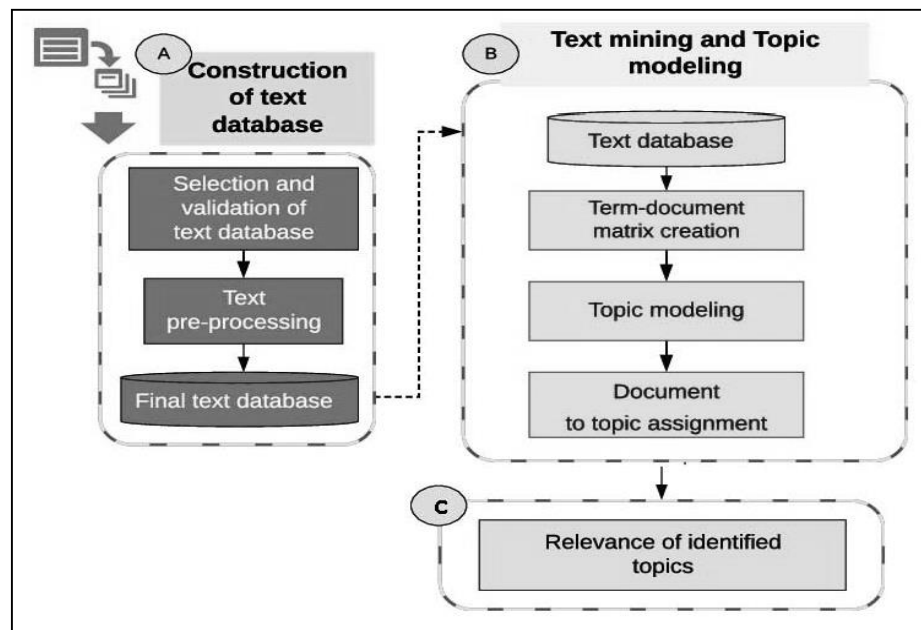 A
Construction
of text
database
Selection and
validation of
text database
Text
pre-processing
Final text database
B
Text mining and Topic
modeling
Text database
Term-document
matrix creation
Topic modeling
Document
to topic assignment
C
Relevance of identified
topics